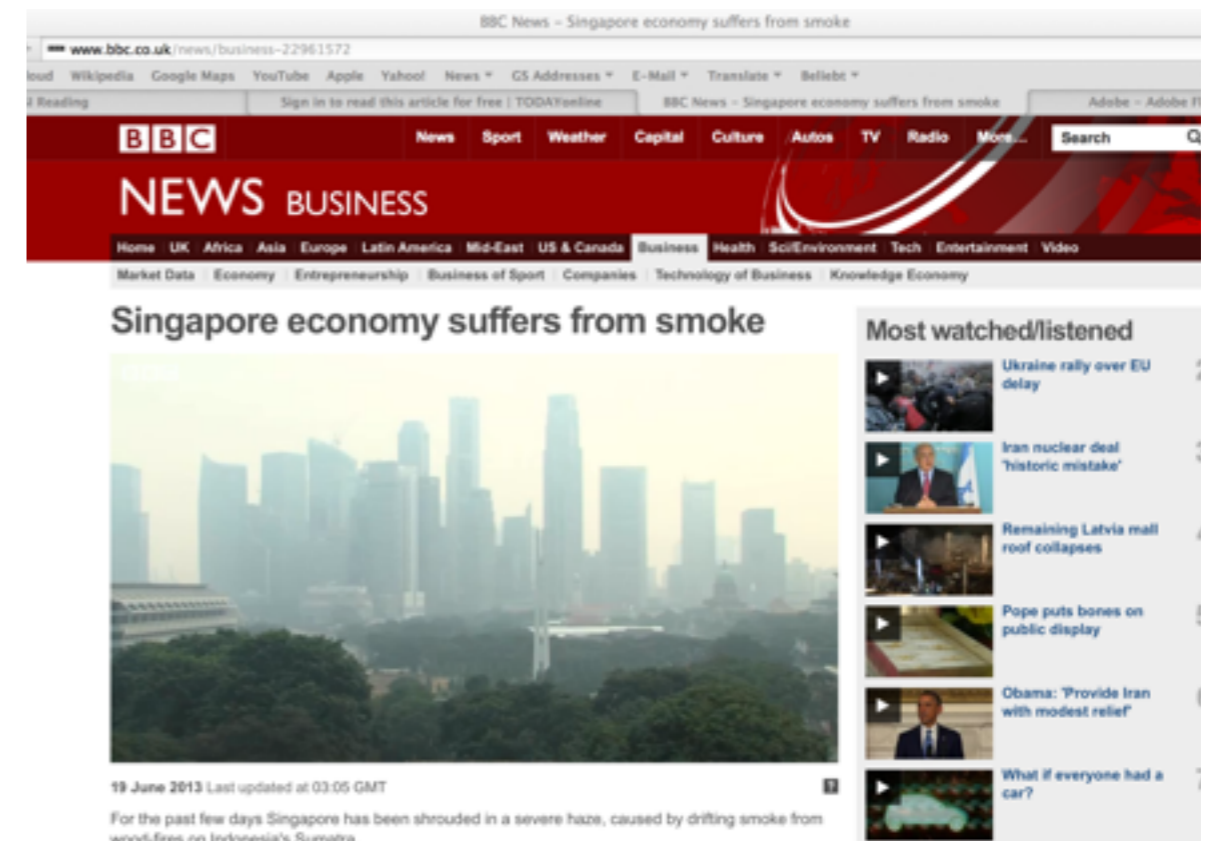 BBC News – Singapore economy suffers from smoke
www.bbc.co.uk/news/business-22961572
Wikipedia Google Maps YouTube Apple Yahoo! News GS Addresses E-Mail Translate Beliebt
Reading Sign in to read this article for free | TODAYonline BBC News – Singapore economy suffers from smoke Adobe – Adobe
BBC News Sport Weather Capital Culture Autos TV Radio More... Search
NEWS BUSINESS
Home UK Africa Asia Europe Latin America Mid-East US & Canada Business Health Sci/Environment Tech Entertainment Video
Market Data Economy Entrepreneurship Business of Sport Companies Technology of Business Knowledge Economy
Singapore economy suffers from smoke
19 June 2013 Last updated at 03:05 GMT
For the past few days Singapore has been shrouded in a severe haze, caused by drifting smoke from
wood-fires on Indonesia's Sumatra
Most watched/listened
Ukraine rally over EU
delay
Iran nuclear deal
'historic mistake'
Remaining Latvia mall
roof collapses
Pope puts bones on
public display
Obama: 'Provide Iran
with modest relief'
What if everyone had a
car?